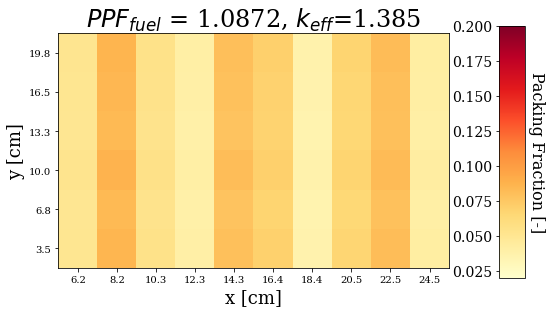 PPF_fuel = 1.0872, k_eff=1.385
y [cm]
19.8
16.5
13.3
10.0
6.8
3.5
6.2 8.2 10.3 12.3 14.3 16.4 18.4 20.5 22.5 24.5
x [cm]
0.200
0.175
0.150
0.125
0.100
0.075
0.050
0.025
Packing Fraction [-]